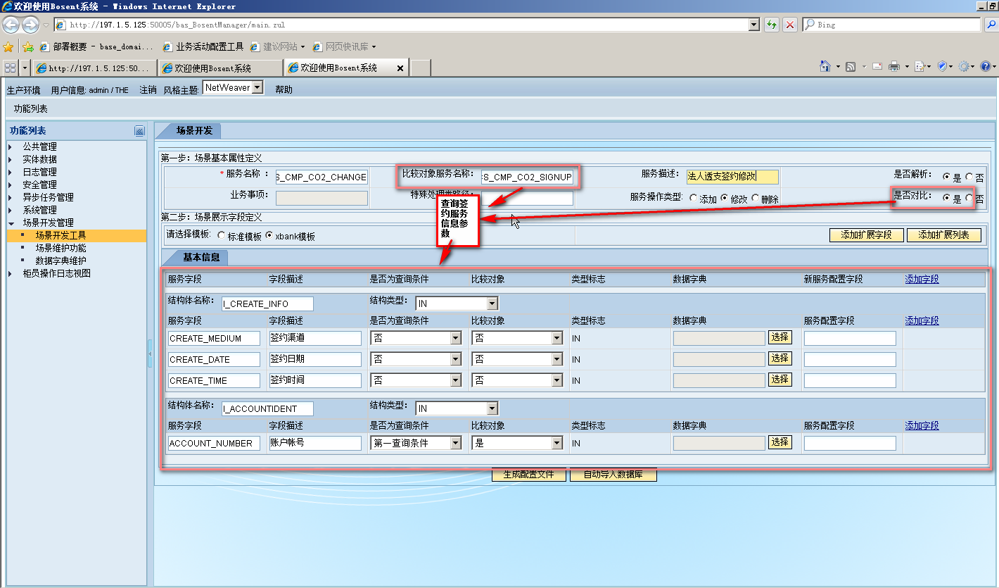 欢迎使用Bosent系统 - Windows Internet Explorer
http://197.1.5.125:50005/bas_BosentManager/main.zul
Bing
部署概要 - base_domai... 业务活动配置工具 建议网站 网页快讯库
http://197.1.5.125:50... 欢迎使用Bosent系统 欢迎使用Bosent系统
生产环境 用户信息: admin / THE 注销 风格主题: NetWeaver 帮助
功能列表
功能列表
公共管理
实体数据
日志管理
安全管理
异步任务管理
系统管理
场景开发管理
场景开发工具
场景维护功能
数据字典维护
柜员操作日志视图
场景开发
第一步：场景基本属性定义
* 服务名称： S_CMP_CO2_CHANGE 比较对象服务名称： S_CMP_CO2_SIGNUP 服务描述: 法人透支签约修改 是否解析: 是 否
业务事项: 特殊处理类路径: 服务操作类型: 添加 修改 删除 是否对比: 是 否
查询签
约服务
信息参
数
第二步：场景展示字段定义
请选择模板: 标准模板 xbank模板 添加扩展字段 添加扩展列表
基本信息
服务字段 字段描述 是否为查询条件 比较对象 类型标志 数据字典 新服务配置字段 添加字段
结构体名称: I_CREATE_INFO 结构类型: IN
服务字段 字段描述 是否为查询条件 比较对象 类型标志 数据字典 服务配置字段 添加字段
CREATE_MEDIUM 签约渠道 否 否 IN 选择
CREATE_DATE 签约日期 否 否 IN 选择
CREATE_TIME 签约时间 否 否 IN 选择
结构体名称: I_ACCOUNTIDENT 结构类型: IN
服务字段 字段描述 是否为查询条件 比较对象 类型标志 数据字典 服务配置字段 添加字段
ACCOUNT_NUMBER 账户帐号 第一查询条件 是 IN 选择
生成配置文件 自动导入数据库